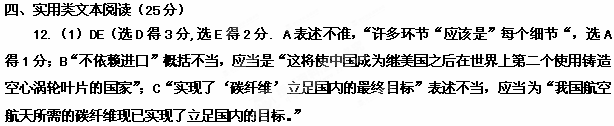 四、实用类文本阅读（25分）
12.（1）DE（选D得3分,选E得2分. A表述不谁，“许多环节“应该是”每个细节“，选A
得1分；B“不依赖进口”概括不当，应当是“这将使中国成为继美国之后在世界上第二个使用铸造
空心涡轮叶片的国家”；C“实现了‘碳纤维’立足国内的最终目标”表述不当，应当为“我国航空
航天所需的碳纤维现已实现了立足国内的目标。”